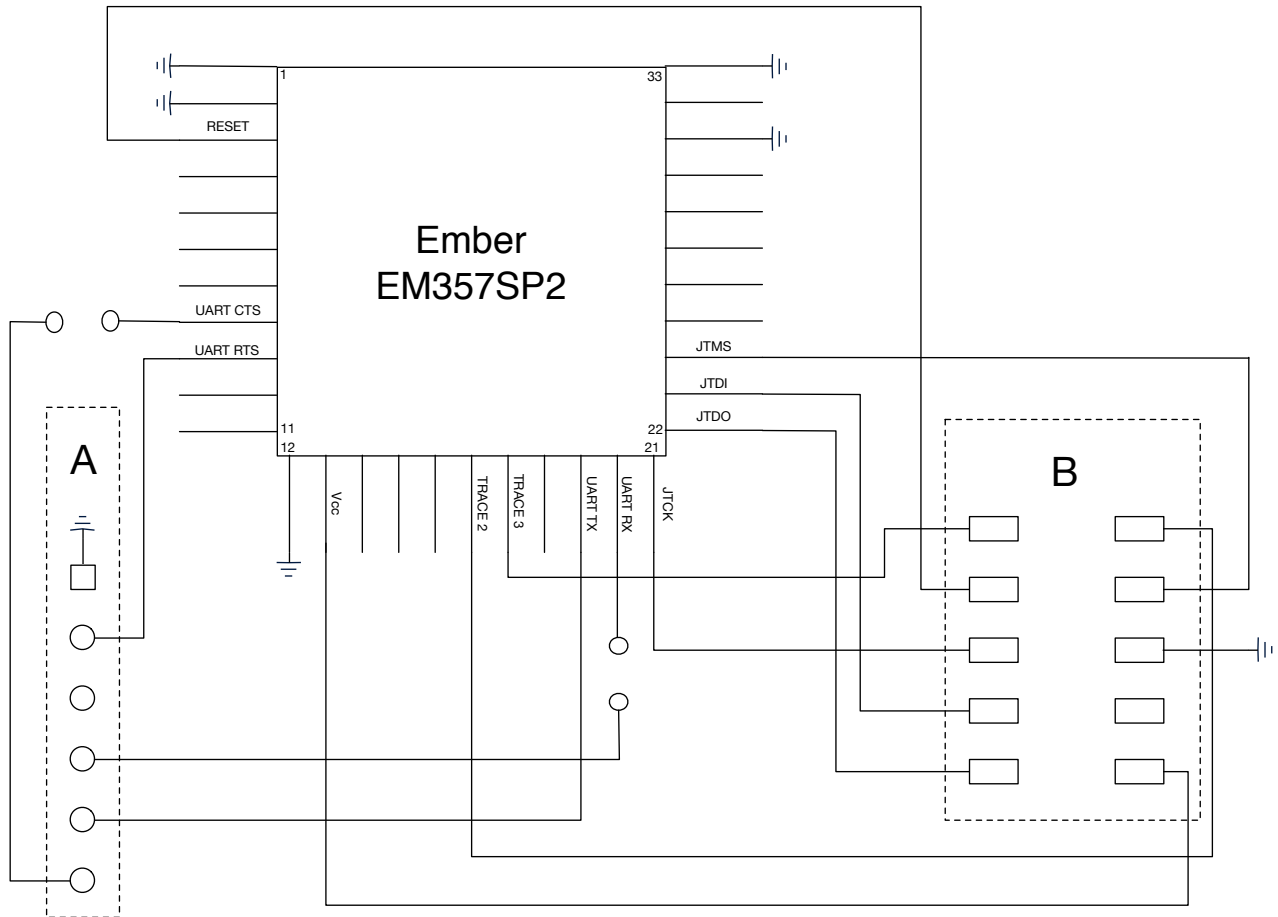 1
33
RESET
Ember
EM357SP2
UART CTS
UART RTS
JTMS
JTDI
JTDO
11
22
12
21
A
B
Vcc
TRACE 2
TRACE 3
UART TX
UART RX
JTCK